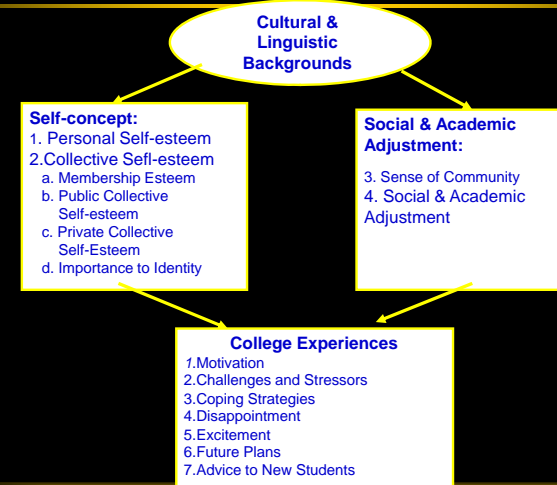 Cultural &
Linguistic
Backgrounds
Self-concept:
1. Personal Self-esteem
2.Collective Sefl-esteem
a. Membership Esteem
b. Public Collective
Self-esteem
c. Private Collective
Self-Esteem
d. Importance to Identity
Social & Academic
Adjustment:
3. Sense of Community
4. Social & Academic
Adjustment
College Experiences
1.Motivation
2.Challenges and Stressors
3.Coping Strategies
4.Disappointment
5.Excitement
6.Future Plans
7.Advice to New Students